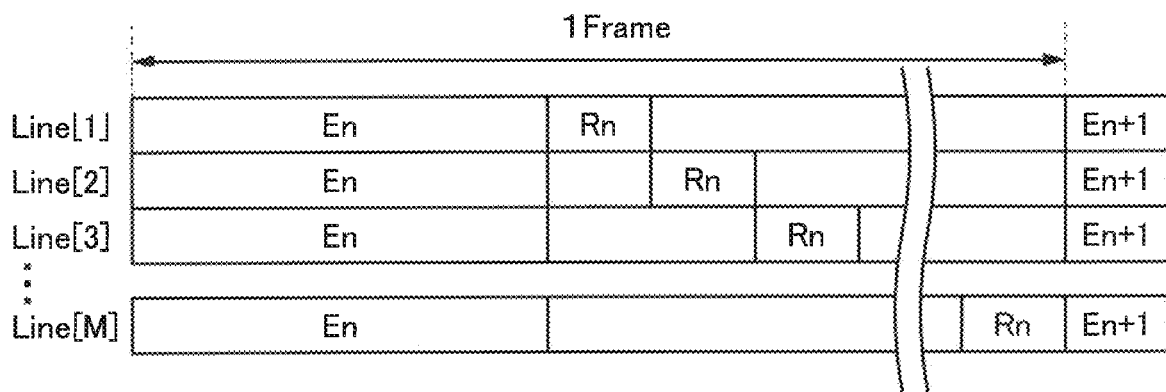 1Frame
Line[1] En Rn En+1
Line[2] En Rn En+1
Line[3] En Rn En+1
Line[M] En Rn En+1